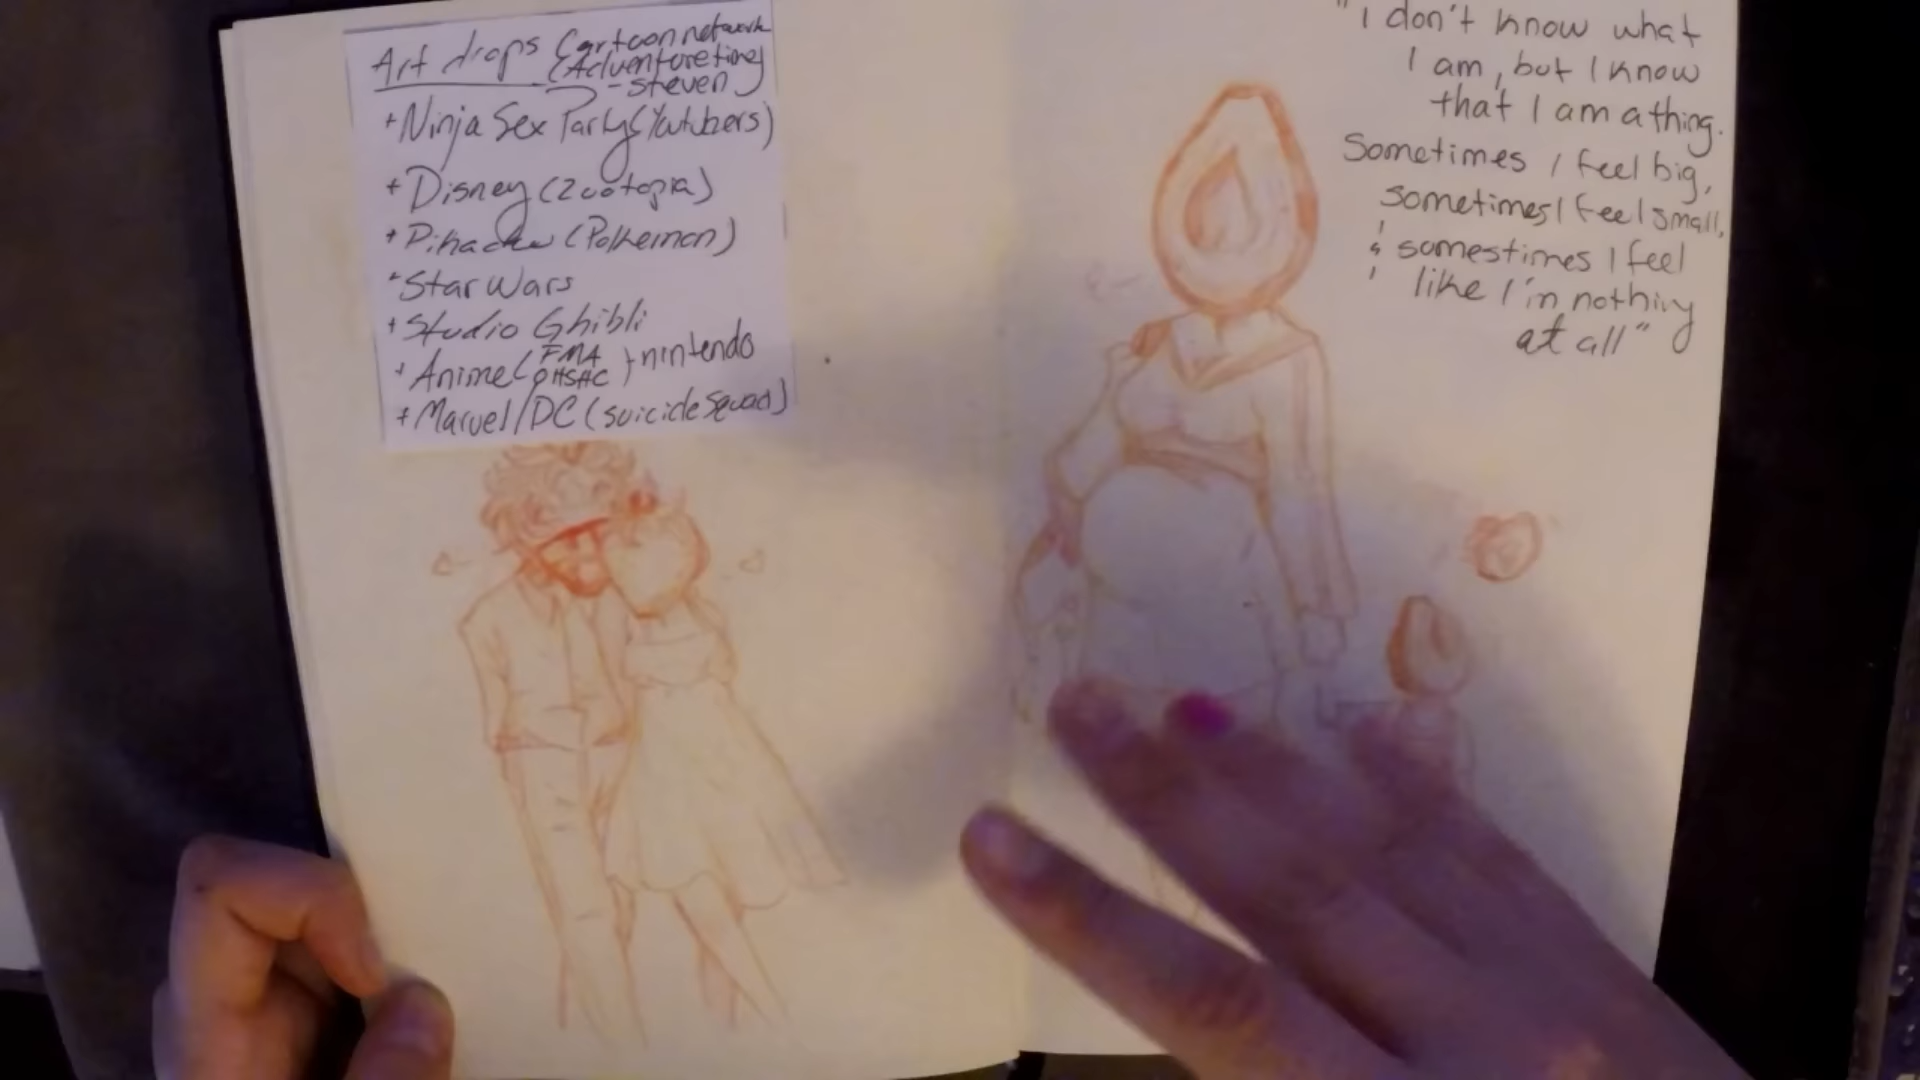 Art drops Cartoon network
(Adventure time)
- steven
+ Ninja Sex Party (Yutubers)
+ Disney (Zootopia)
+ (Pokemon)
+ Star Wars
+ Studio Ghibli
+ Anime (FMA OHSHC) + nintendo
+ Marvel/DC (suicide squad)
"I don't know what
I am, but I know
that I am a thing.
Sometimes I feel big,
sometimes I feel small,
& somestimes I feel
like I'm nothing
at all"